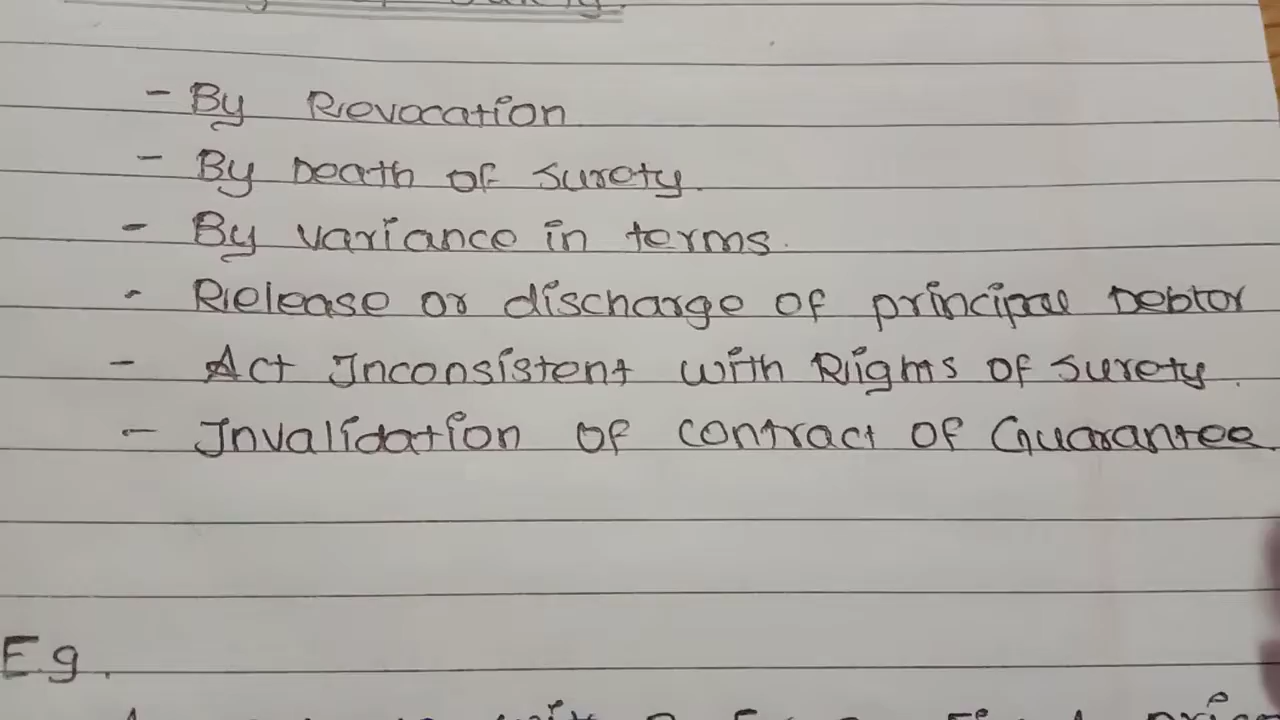 - By Revocation
- By Death of surety.
- By variance in terms.
- Release or discharge of principal Debtor
- Act Inconsistent with Rights of surety.
- Invalidation of contract of Guarantee
E.g.